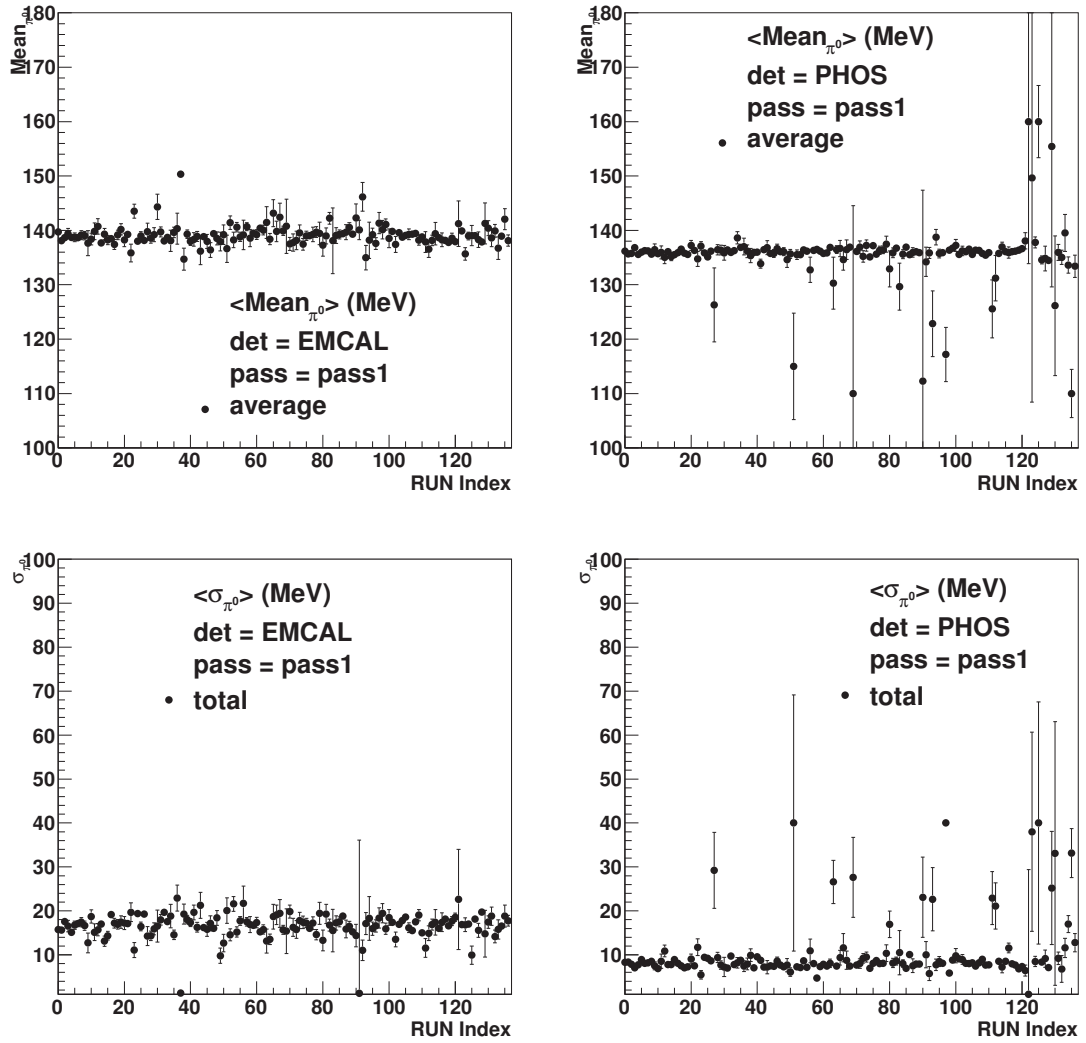 Mean_π⁰
180
170
160
150
140
130
120
110
100
<Mean_π⁰> (MeV)
det = EMCAL
pass = pass1
average
0 20 40 60 80 100 120
RUN Index
Mean_π⁰
180
170
160
150
140
130
120
110
100
<Mean_π⁰> (MeV)
det = PHOS
pass = pass1
average
0 20 40 60 80 100 120
RUN Index
σ_π⁰
100
90
80
70
60
50
40
30
20
10
<σ_π⁰> (MeV)
det = EMCAL
pass = pass1
total
0 20 40 60 80 100 120
RUN Index
σ_π⁰
100
90
80
70
60
50
40
30
20
10
<σ_π⁰> (MeV)
det = PHOS
pass = pass1
total
0 20 40 60 80 100 120
RUN Index